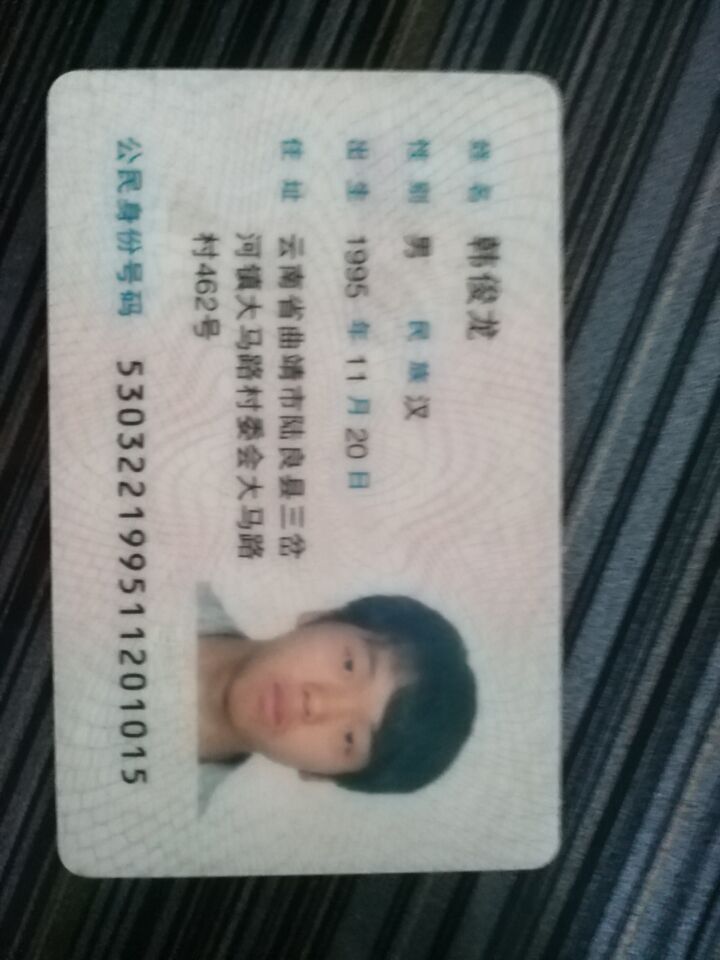 姓名 韩俊龙
性别 男 民族 汉
出生 1995 年 11 月 20 日
住址 云南省曲靖市陆良县三岔
河镇大马路村委会大马路
村462号
公民身份号码 530322199511201015